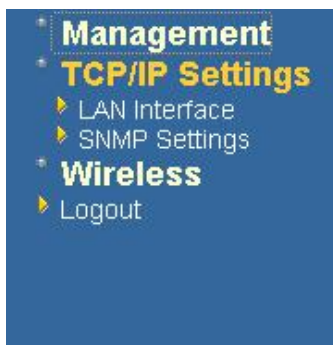 Management
TCP/IP Settings
LAN Interface
SNMP Settings
Wireless
Logout